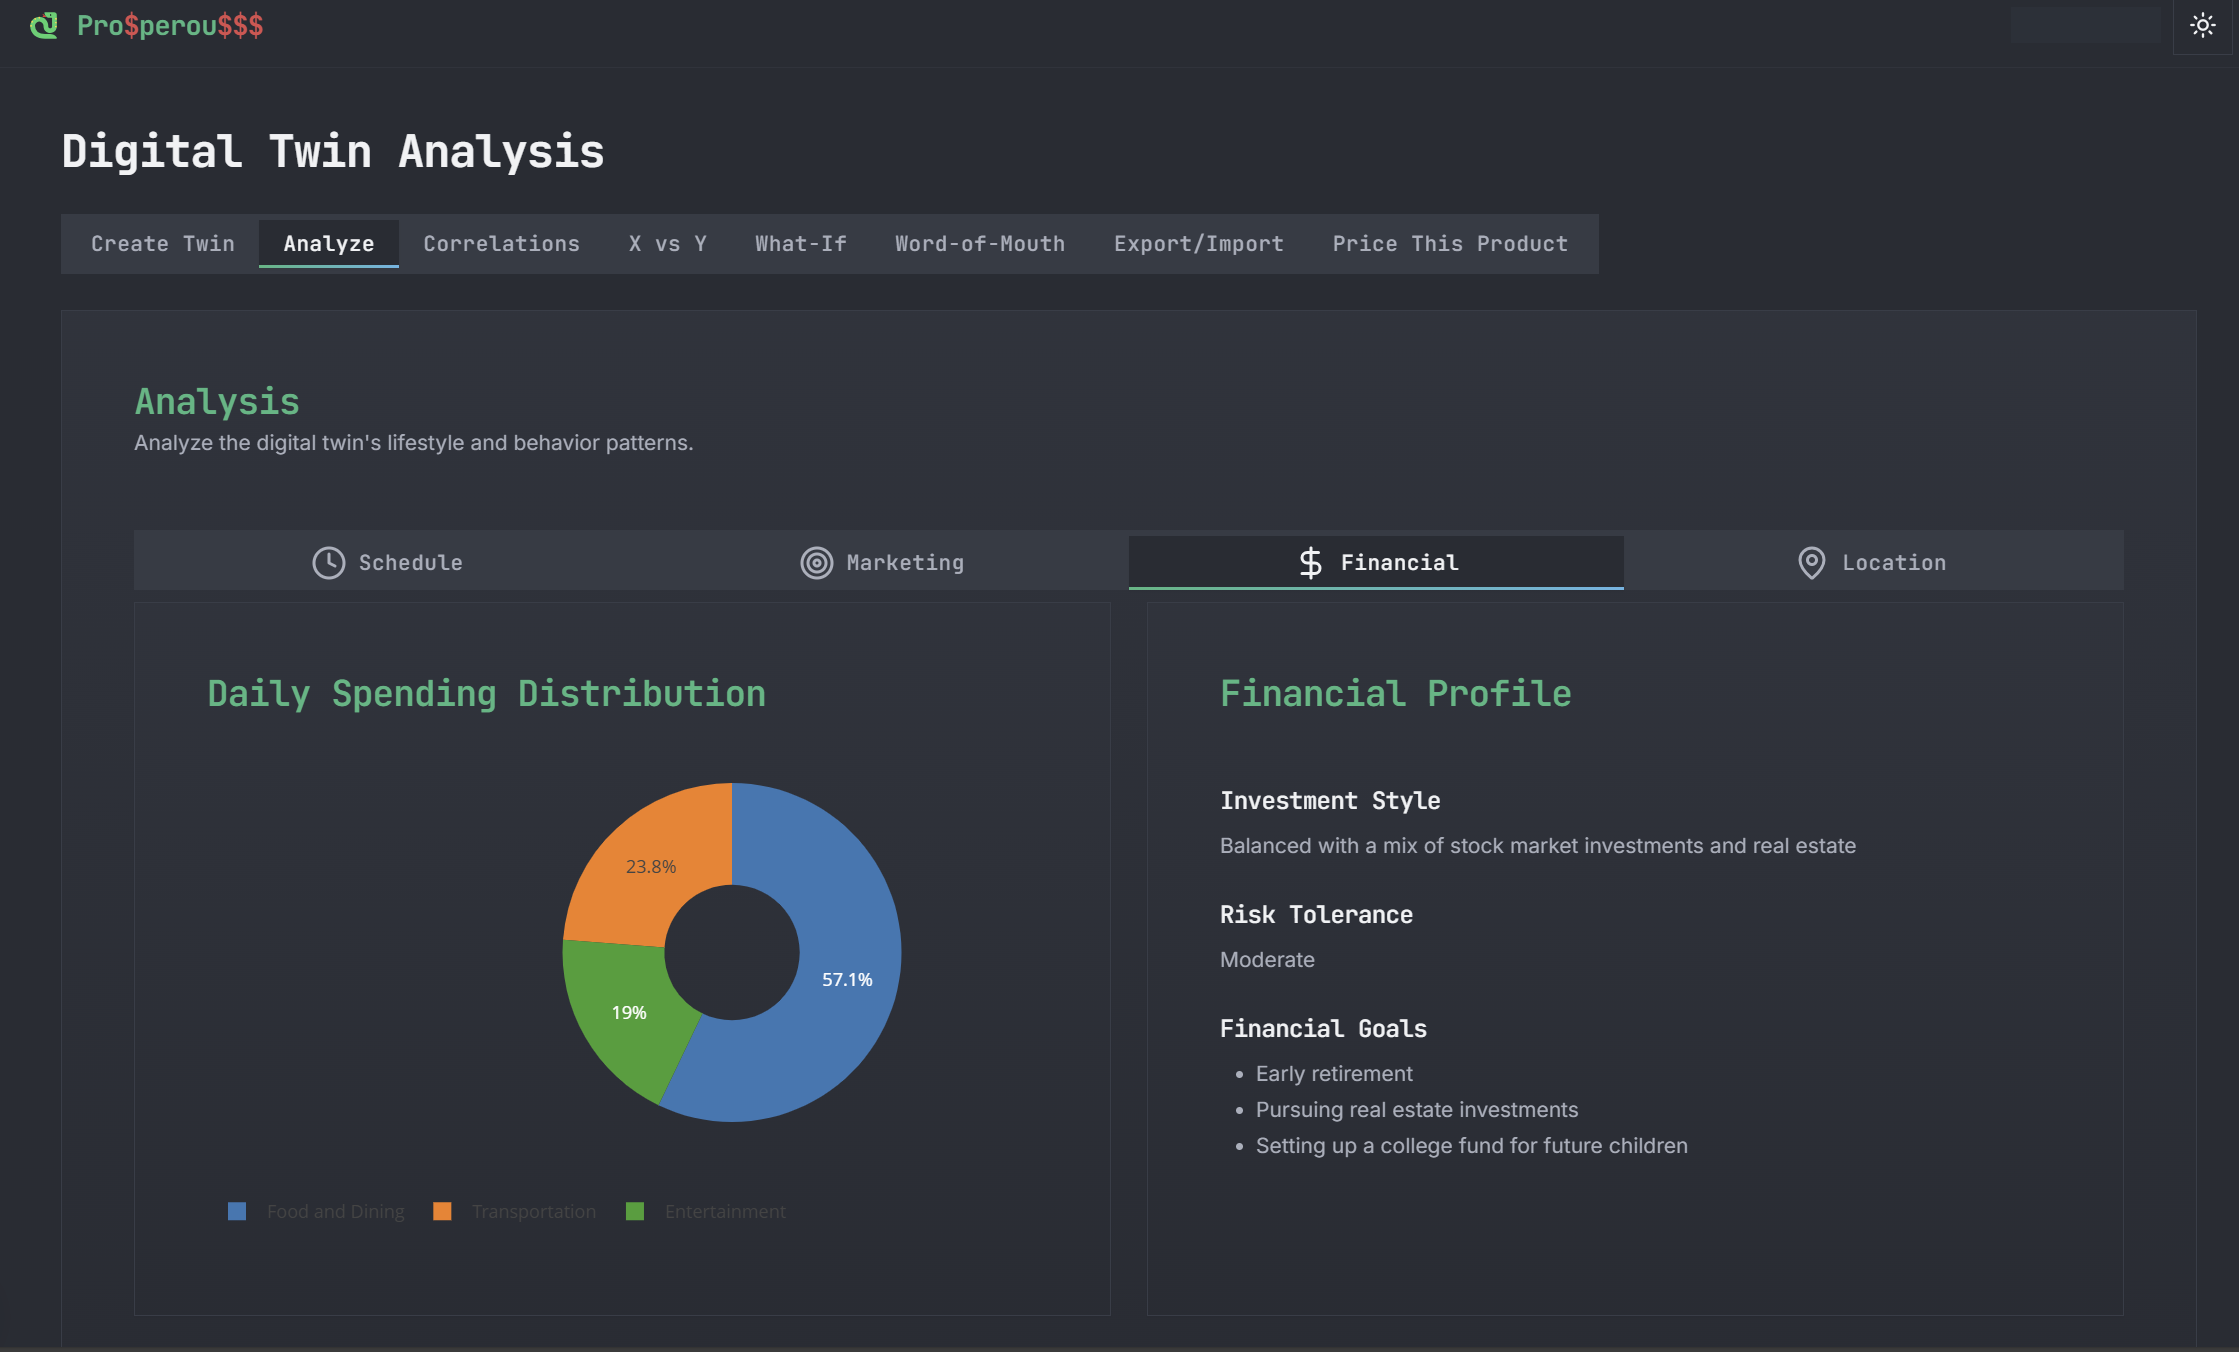 Pro$perou$$$
Digital Twin Analysis
Create Twin Analyze Correlations X vs Y What-If Word-of-Mouth Export/Import Price This Product
Analysis
Analyze the digital twin's lifestyle and behavior patterns.
Schedule Marketing $ Financial Location
Daily Spending Distribution
23.8%
57.1%
19%
Food and Dining Transportation Entertainment
Financial Profile
Investment Style
Balanced with a mix of stock market investments and real estate
Risk Tolerance
Moderate
Financial Goals
• Early retirement
• Pursuing real estate investments
• Setting up a college fund for future children